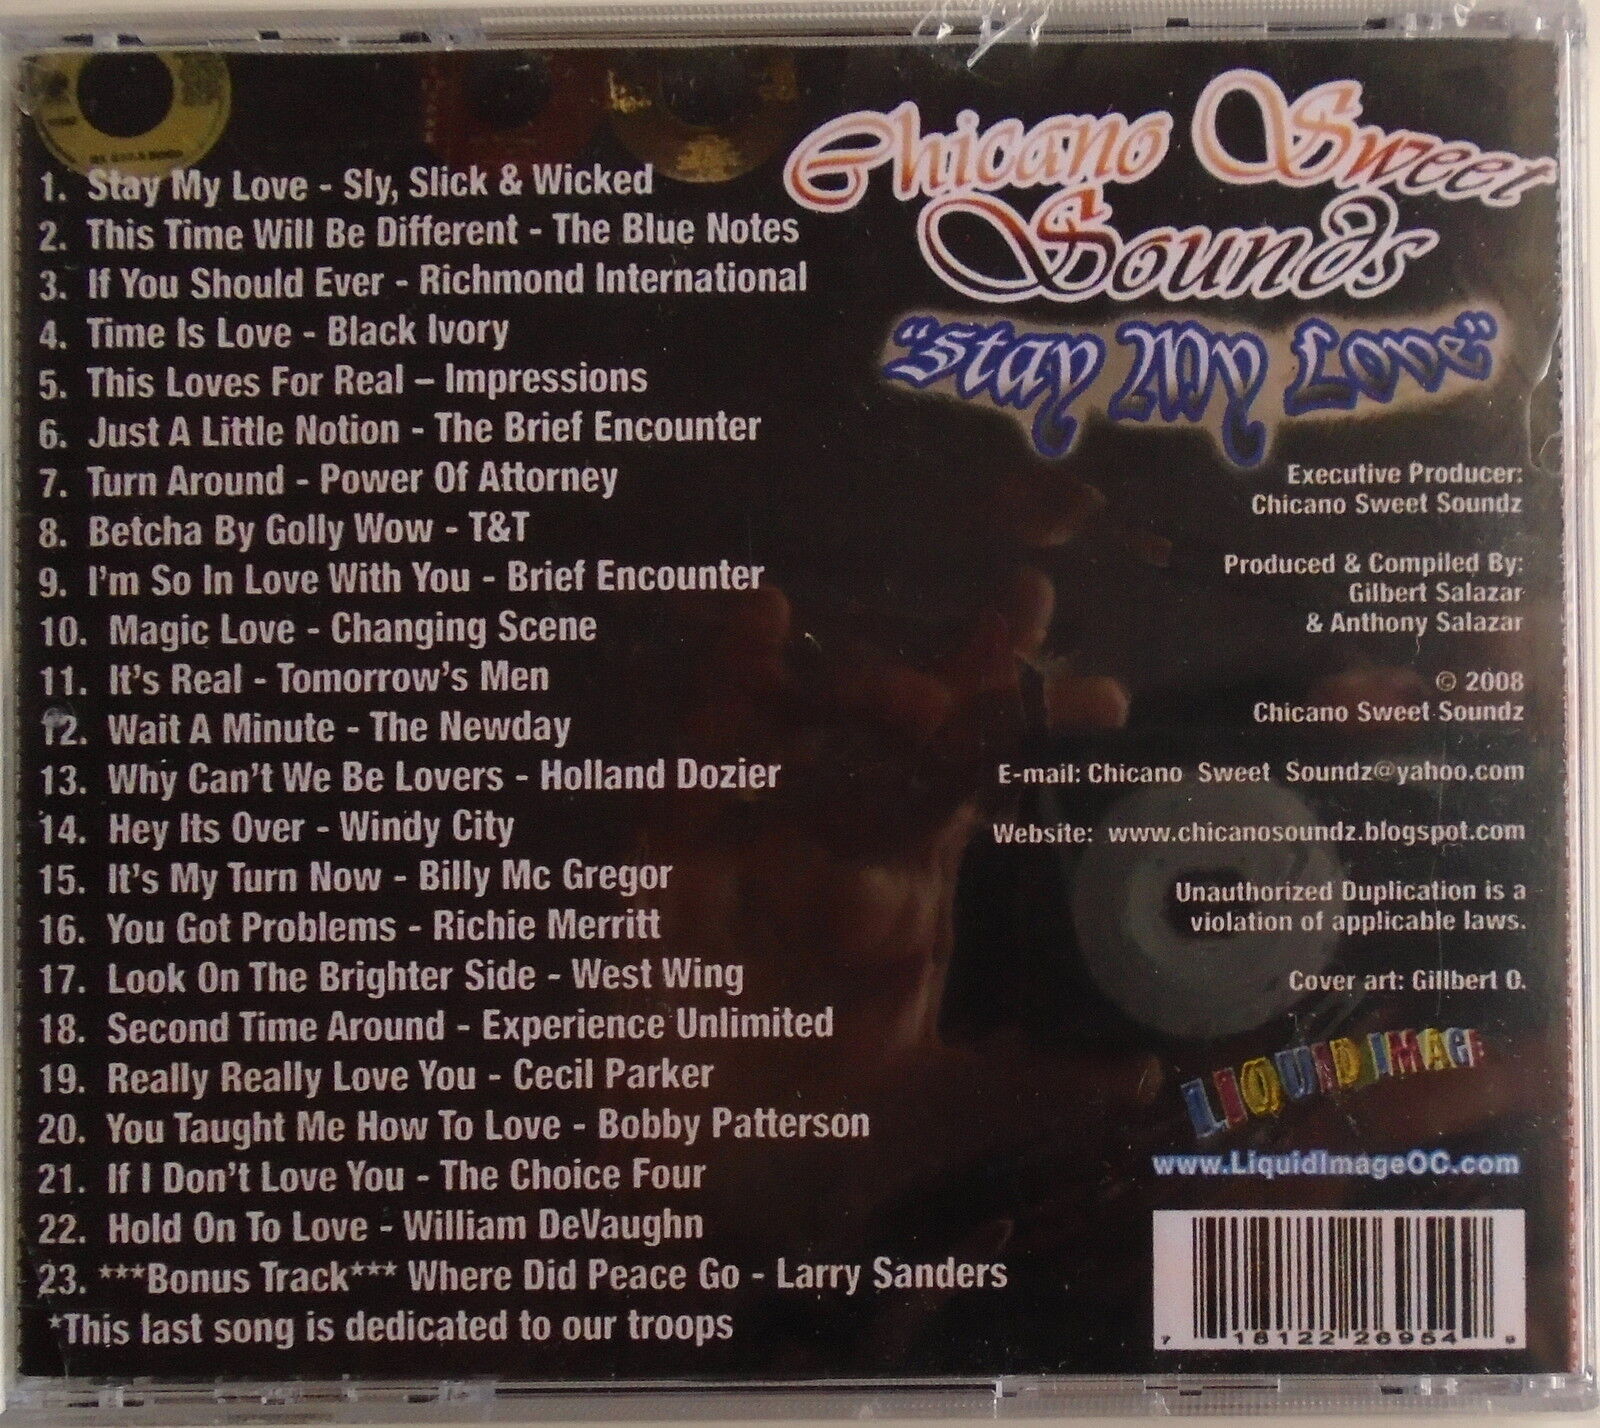 1. Stay My Love - Sly, Slick & Wicked
2. This Time Will Be Different - The Blue Notes
3. If You Should Ever - Richmond International
4. Time Is Love - Black Ivory
5. This Loves For Real – Impressions
6. Just A Little Notion - The Brief Encounter
7. Turn Around - Power Of Attorney
8. Betcha By Golly Wow - T&T
9. I'm So In Love With You - Brief Encounter
10. Magic Love - Changing Scene
11. It's Real - Tomorrow's Men
12. Wait A Minute - The Newday
13. Why Can't We Be Lovers - Holland Dozier
14. Hey Its Over - Windy City
15. It's My Turn Now - Billy Mc Gregor
16. You Got Problems - Richie Merritt
17. Look On The Brighter Side - West Wing
18. Second Time Around - Experience Unlimited
19. Really Really Love You - Cecil Parker
20. You Taught Me How To Love - Bobby Patterson
21. If I Don't Love You - The Choice Four
22. Hold On To Love - William DeVaughn
23. ***Bonus Track*** Where Did Peace Go - Larry Sanders
*This last song is dedicated to our troops
Chicano Sweet
Sounds
"Stay My Love"
Executive Producer:
Chicano Sweet Soundz
Produced & Compiled By:
Gilbert Salazar
& Anthony Salazar
© 2008
Chicano Sweet Soundz
E-mail: Chicano Sweet Soundz@yahoo.com
Website: www.chicanosoundz.blogspot.com
Unauthorized Duplication is a
violation of applicable laws.
Cover art: Gillbert O.
LIQUID IMAGE
www.LiquidImageOC.com
7 18122 26954 9